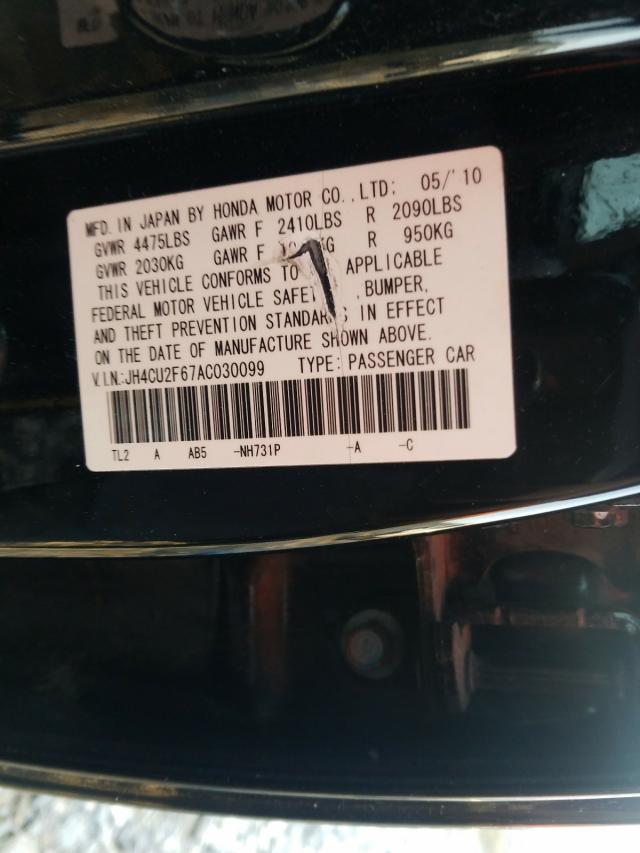 MFD. IN JAPAN BY HONDA MOTOR CO., LTD: 05/'10
GVWR 4475LBS GAWR F 2410LBS R 2090LBS
GVWR 2030KG GAWR F KG R 950KG
THIS VEHICLE CONFORMS TO APPLICABLE
FEDERAL MOTOR VEHICLE , BUMPER,
AND THEFT PREVENTION STANDARDS IN EFFECT
ON THE DATE OF MANUFACTURE SHOWN ABOVE.
V.I.N.:JH4CU2F67AC030099 TYPE: PASSENGER CAR
TL2 A AB5 -NH731P -A -C